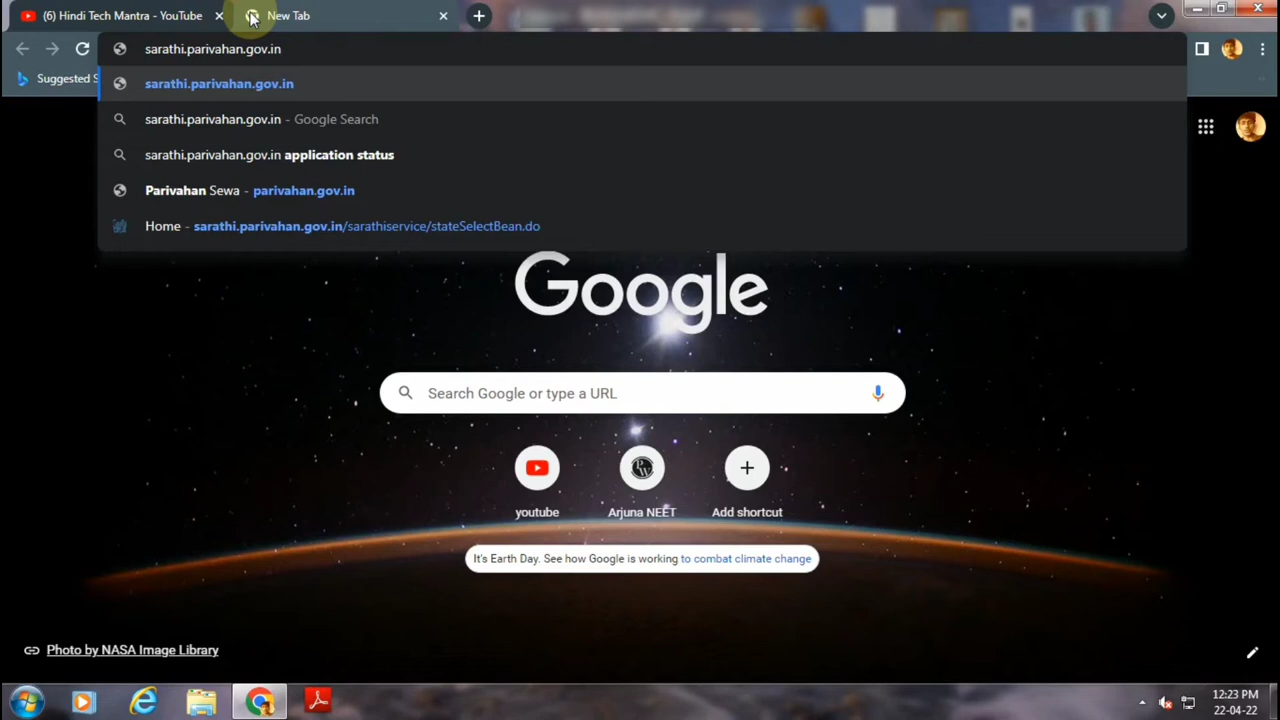 (6) Hindi Tech Mantra - YouTube
New Tab
sarathi.parivahan.gov.in
Suggested S
sarathi.parivahan.gov.in
sarathi.parivahan.gov.in - Google Search
sarathi.parivahan.gov.in application status
Parivahan Sewa - parivahan.gov.in
Home - sarathi.parivahan.gov.in/sarathiservice/stateSelectBean.do
Google
Search Google or type a URL
PW
youtube
Arjuna NEET
Add shortcut
It's Earth Day. See how Google is working to combat climate change
Photo by NASA Image Library
12:23 PM
22-04-22